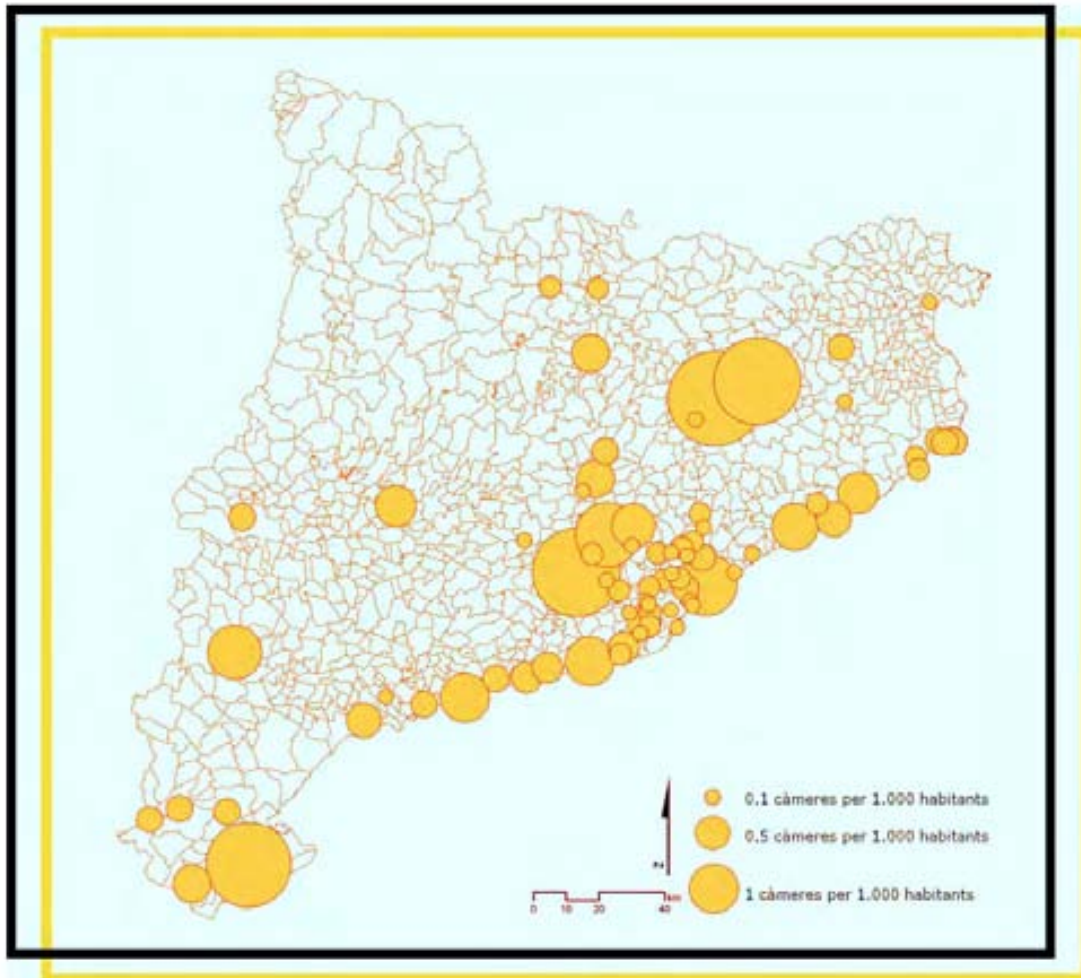 0.1 càmeres per 1.000 habitants
0.5 càmeres per 1.000 habitants
1 càmeres per 1.000 habitants
N
0 10 20 40 km